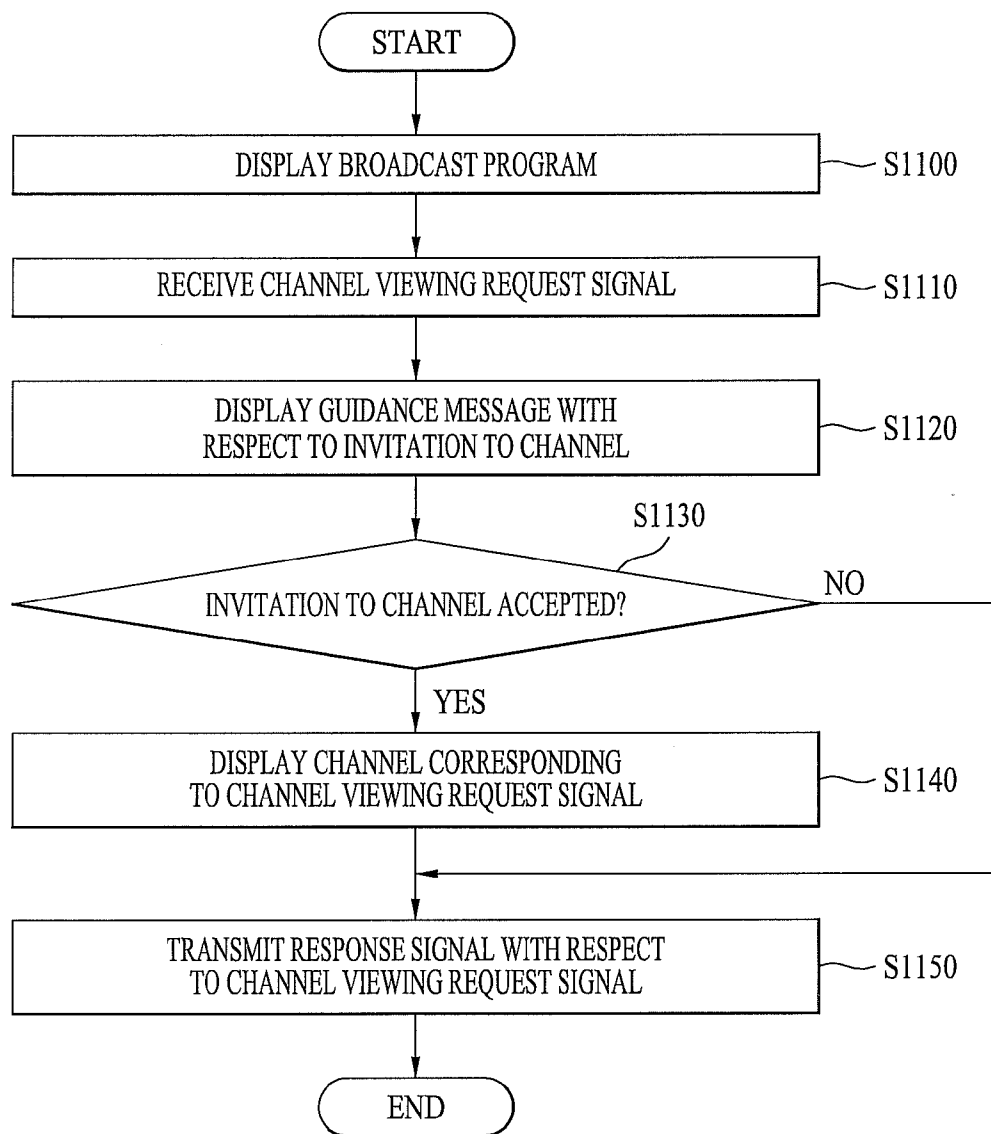 START
DISPLAY BROADCAST PROGRAM
S1100
RECEIVE CHANNEL VIEWING REQUEST SIGNAL
S1110
DISPLAY GUIDANCE MESSAGE WITH
RESPECT TO INVITATION TO CHANNEL
S1120
S1130
INVITATION TO CHANNEL ACCEPTED?
NO
YES
DISPLAY CHANNEL CORRESPONDING
TO CHANNEL VIEWING REQUEST SIGNAL
S1140
TRANSMIT RESPONSE SIGNAL WITH RESPECT
TO CHANNEL VIEWING REQUEST SIGNAL
S1150
END